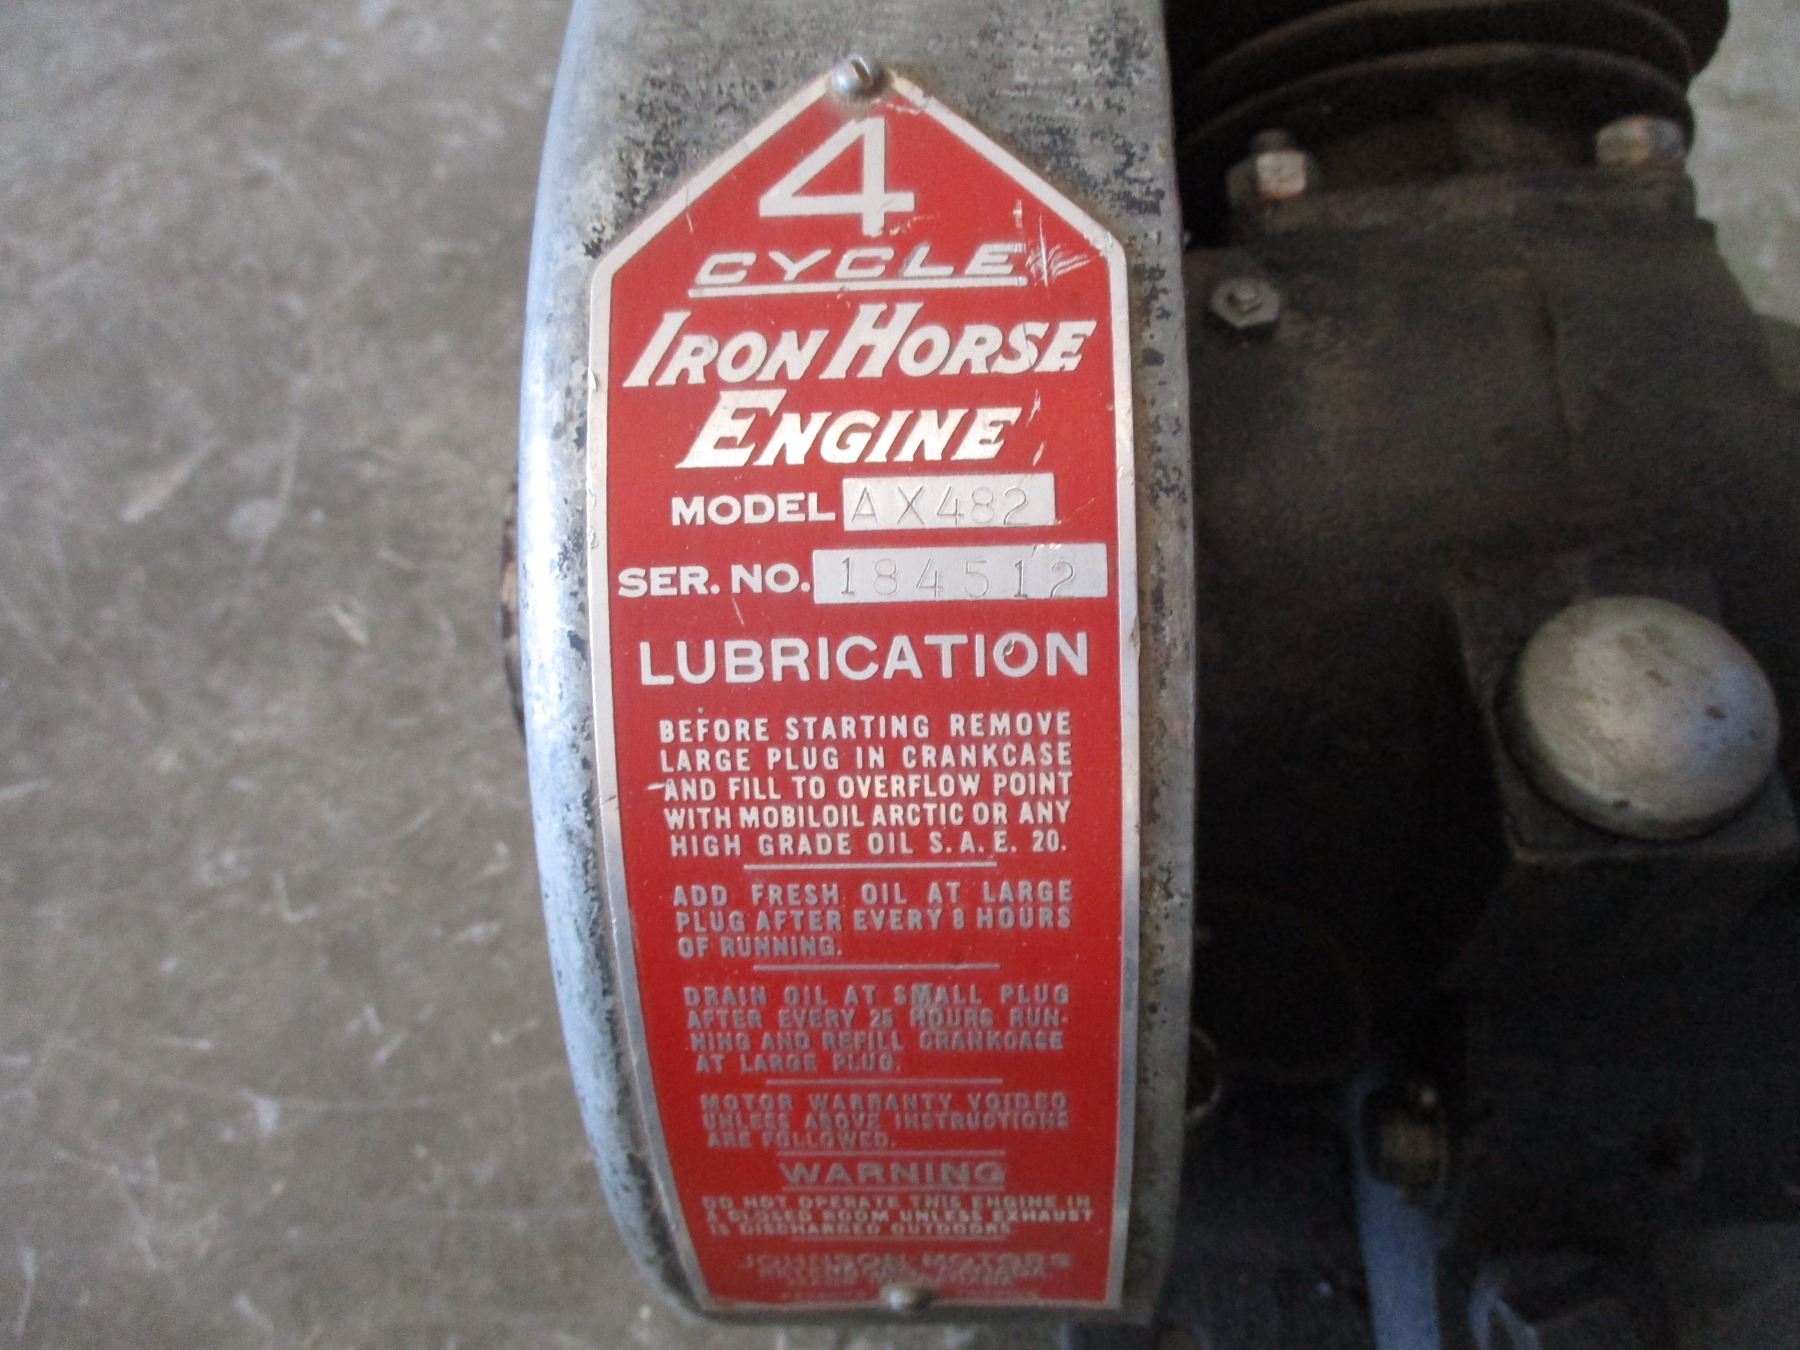 4
CYCLE
IRON HORSE
ENGINE
MODEL AX482
SER. NO. 184512
LUBRICATION
BEFORE STARTING REMOVE
LARGE PLUG IN CRANKCASE
AND FILL TO OVERFLOW POINT
WITH MOBILOIL ARCTIC OR ANY
HIGH GRADE OIL S.A.E. 20.
ADD FRESH OIL AT LARGE
PLUG AFTER EVERY 8 HOURS
OF RUNNING.
DRAIN OIL AT SMALL PLUG
AFTER EVERY 25 HOURS RUN-
NING AND REFILL CRANKCASE
AT LARGE PLUG.
MOTOR WARRANTY VOIDED
UNLESS ABOVE INSTRUCTIONS
ARE FOLLOWED.
WARNING
DO NOT OPERATE THIS ENGINE IN
A CLOSED ROOM UNLESS EXHAUST
IS DISCHARGED OUTDOORS
JOHNSON MOTORS